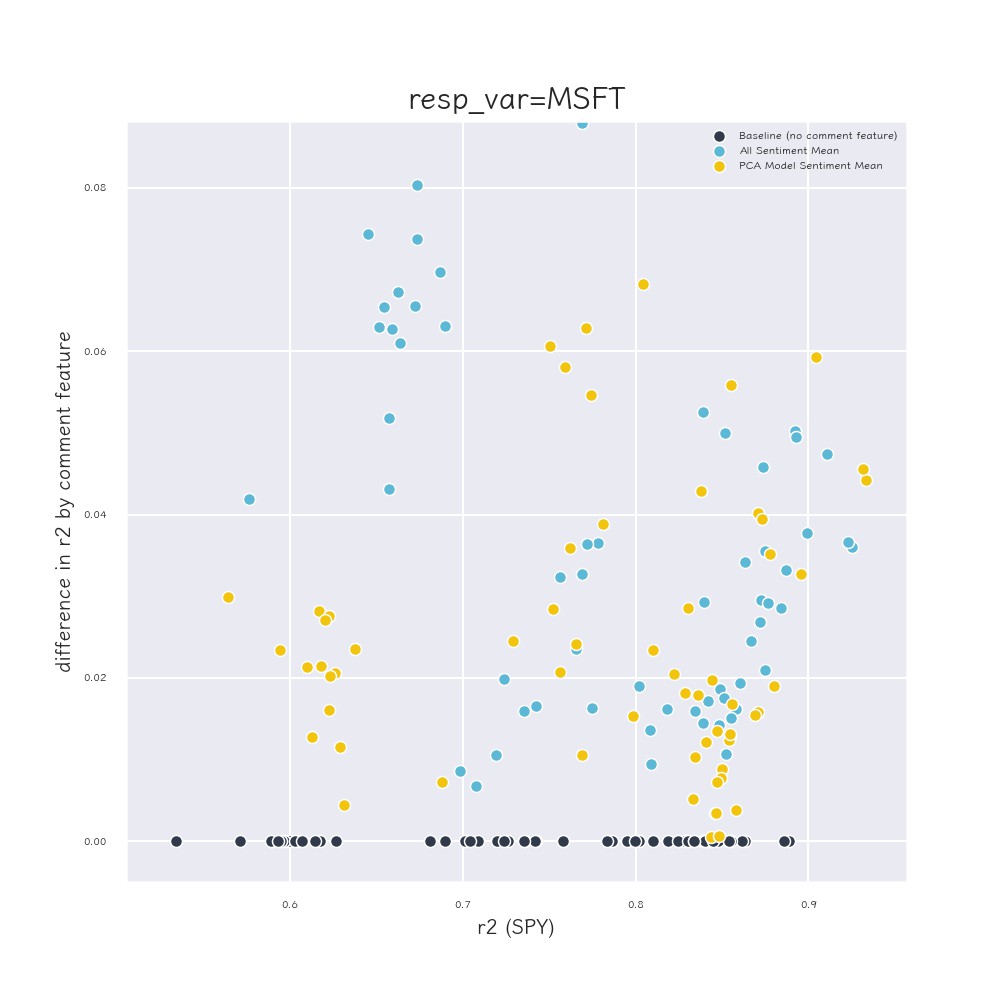 resp_var=MSFT
Baseline (no comment feature)
All Sentiment Mean
PCA Model Sentiment Mean
difference in r2 by comment feature
0.08
0.06
0.04
0.02
0.00
0.6 0.7 0.8 0.9
r2 (SPY)